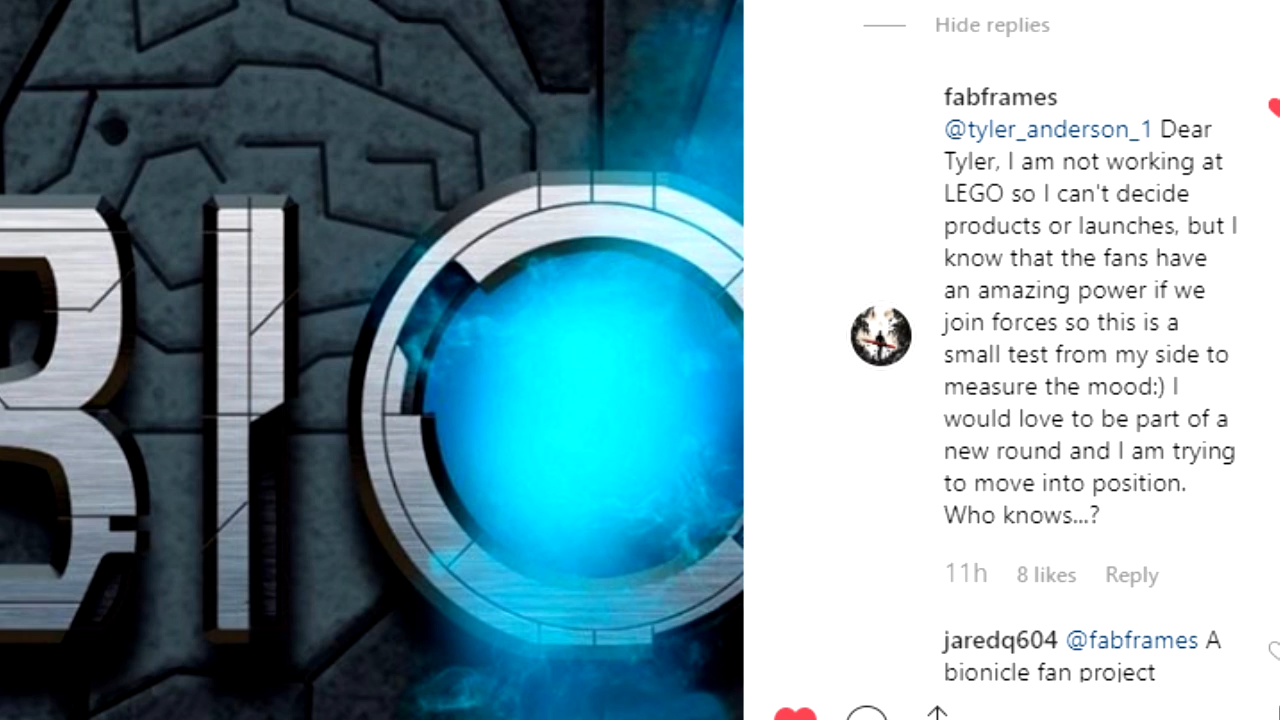 BIO
Hide replies
fabframes
@tyler_anderson_1 Dear
Tyler, I am not working at
LEGO so I can't decide
products or launches, but I
know that the fans have
an amazing power if we
join forces so this is a
small test from my side to
measure the mood:) I
would love to be part of a
new round and I am trying
to move into position.
Who knows...?
11h 8 likes Reply
jaredq604 @fabframes A
bionicle fan project